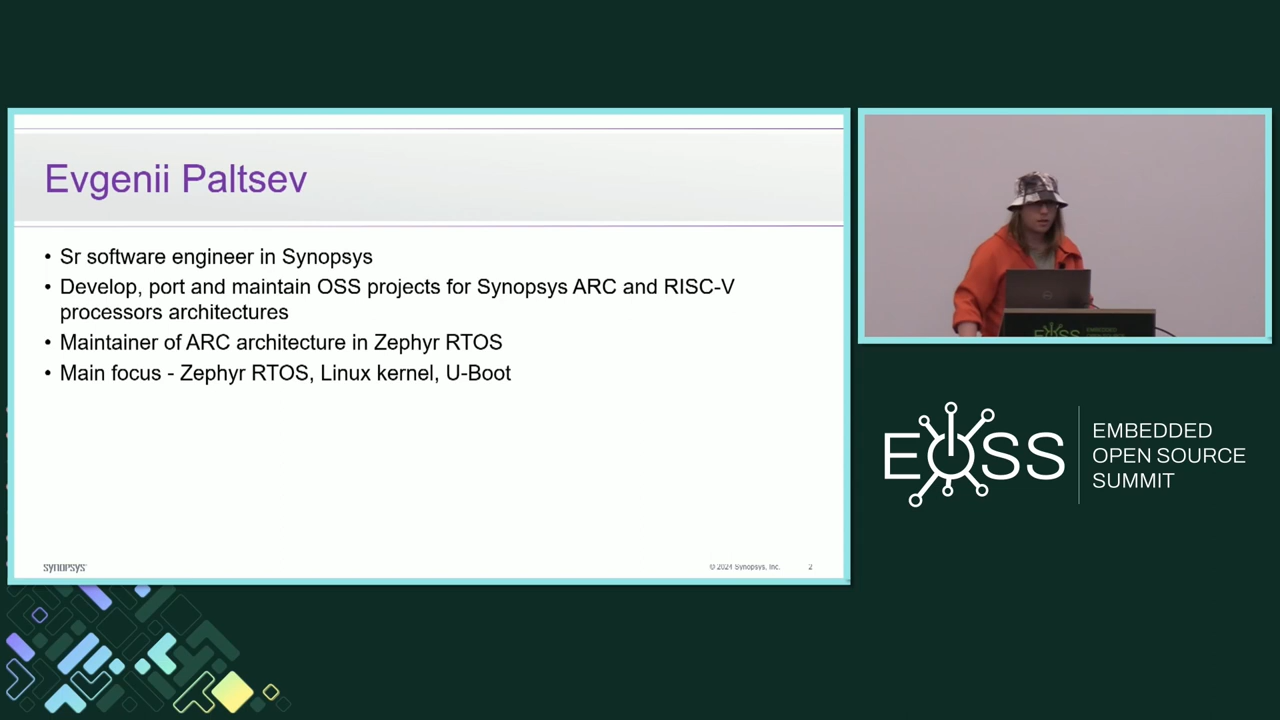 Evgenii Paltsev
• Sr software engineer in Synopsys
• Develop, port and maintain OSS projects for Synopsys ARC and RISC-V
processors architectures
• Maintainer of ARC architecture in Zephyr RTOS
• Main focus - Zephyr RTOS, Linux kernel, U-Boot
SYNOPSYS
© 2024 Synopsys, Inc.
2
EOSS
EOSS
EMBEDDED
OPEN SOURCE
SUMMIT